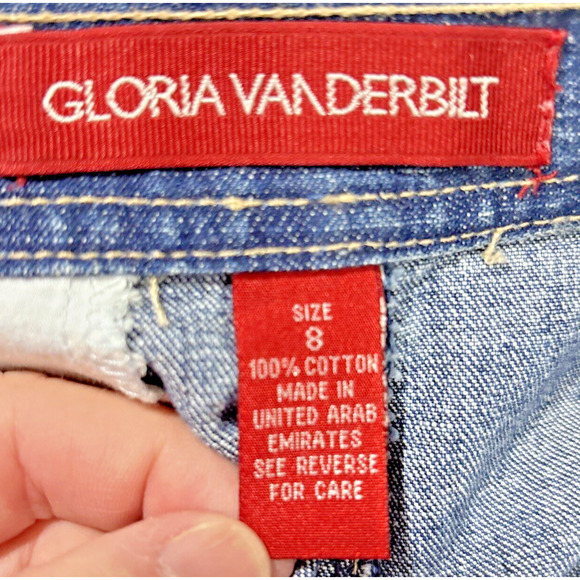 GLORIA VANDERBILT
SIZE
8
100% COTTON
MADE IN
UNITED ARAB
EMIRATES
SEE REVERSE
FOR CARE